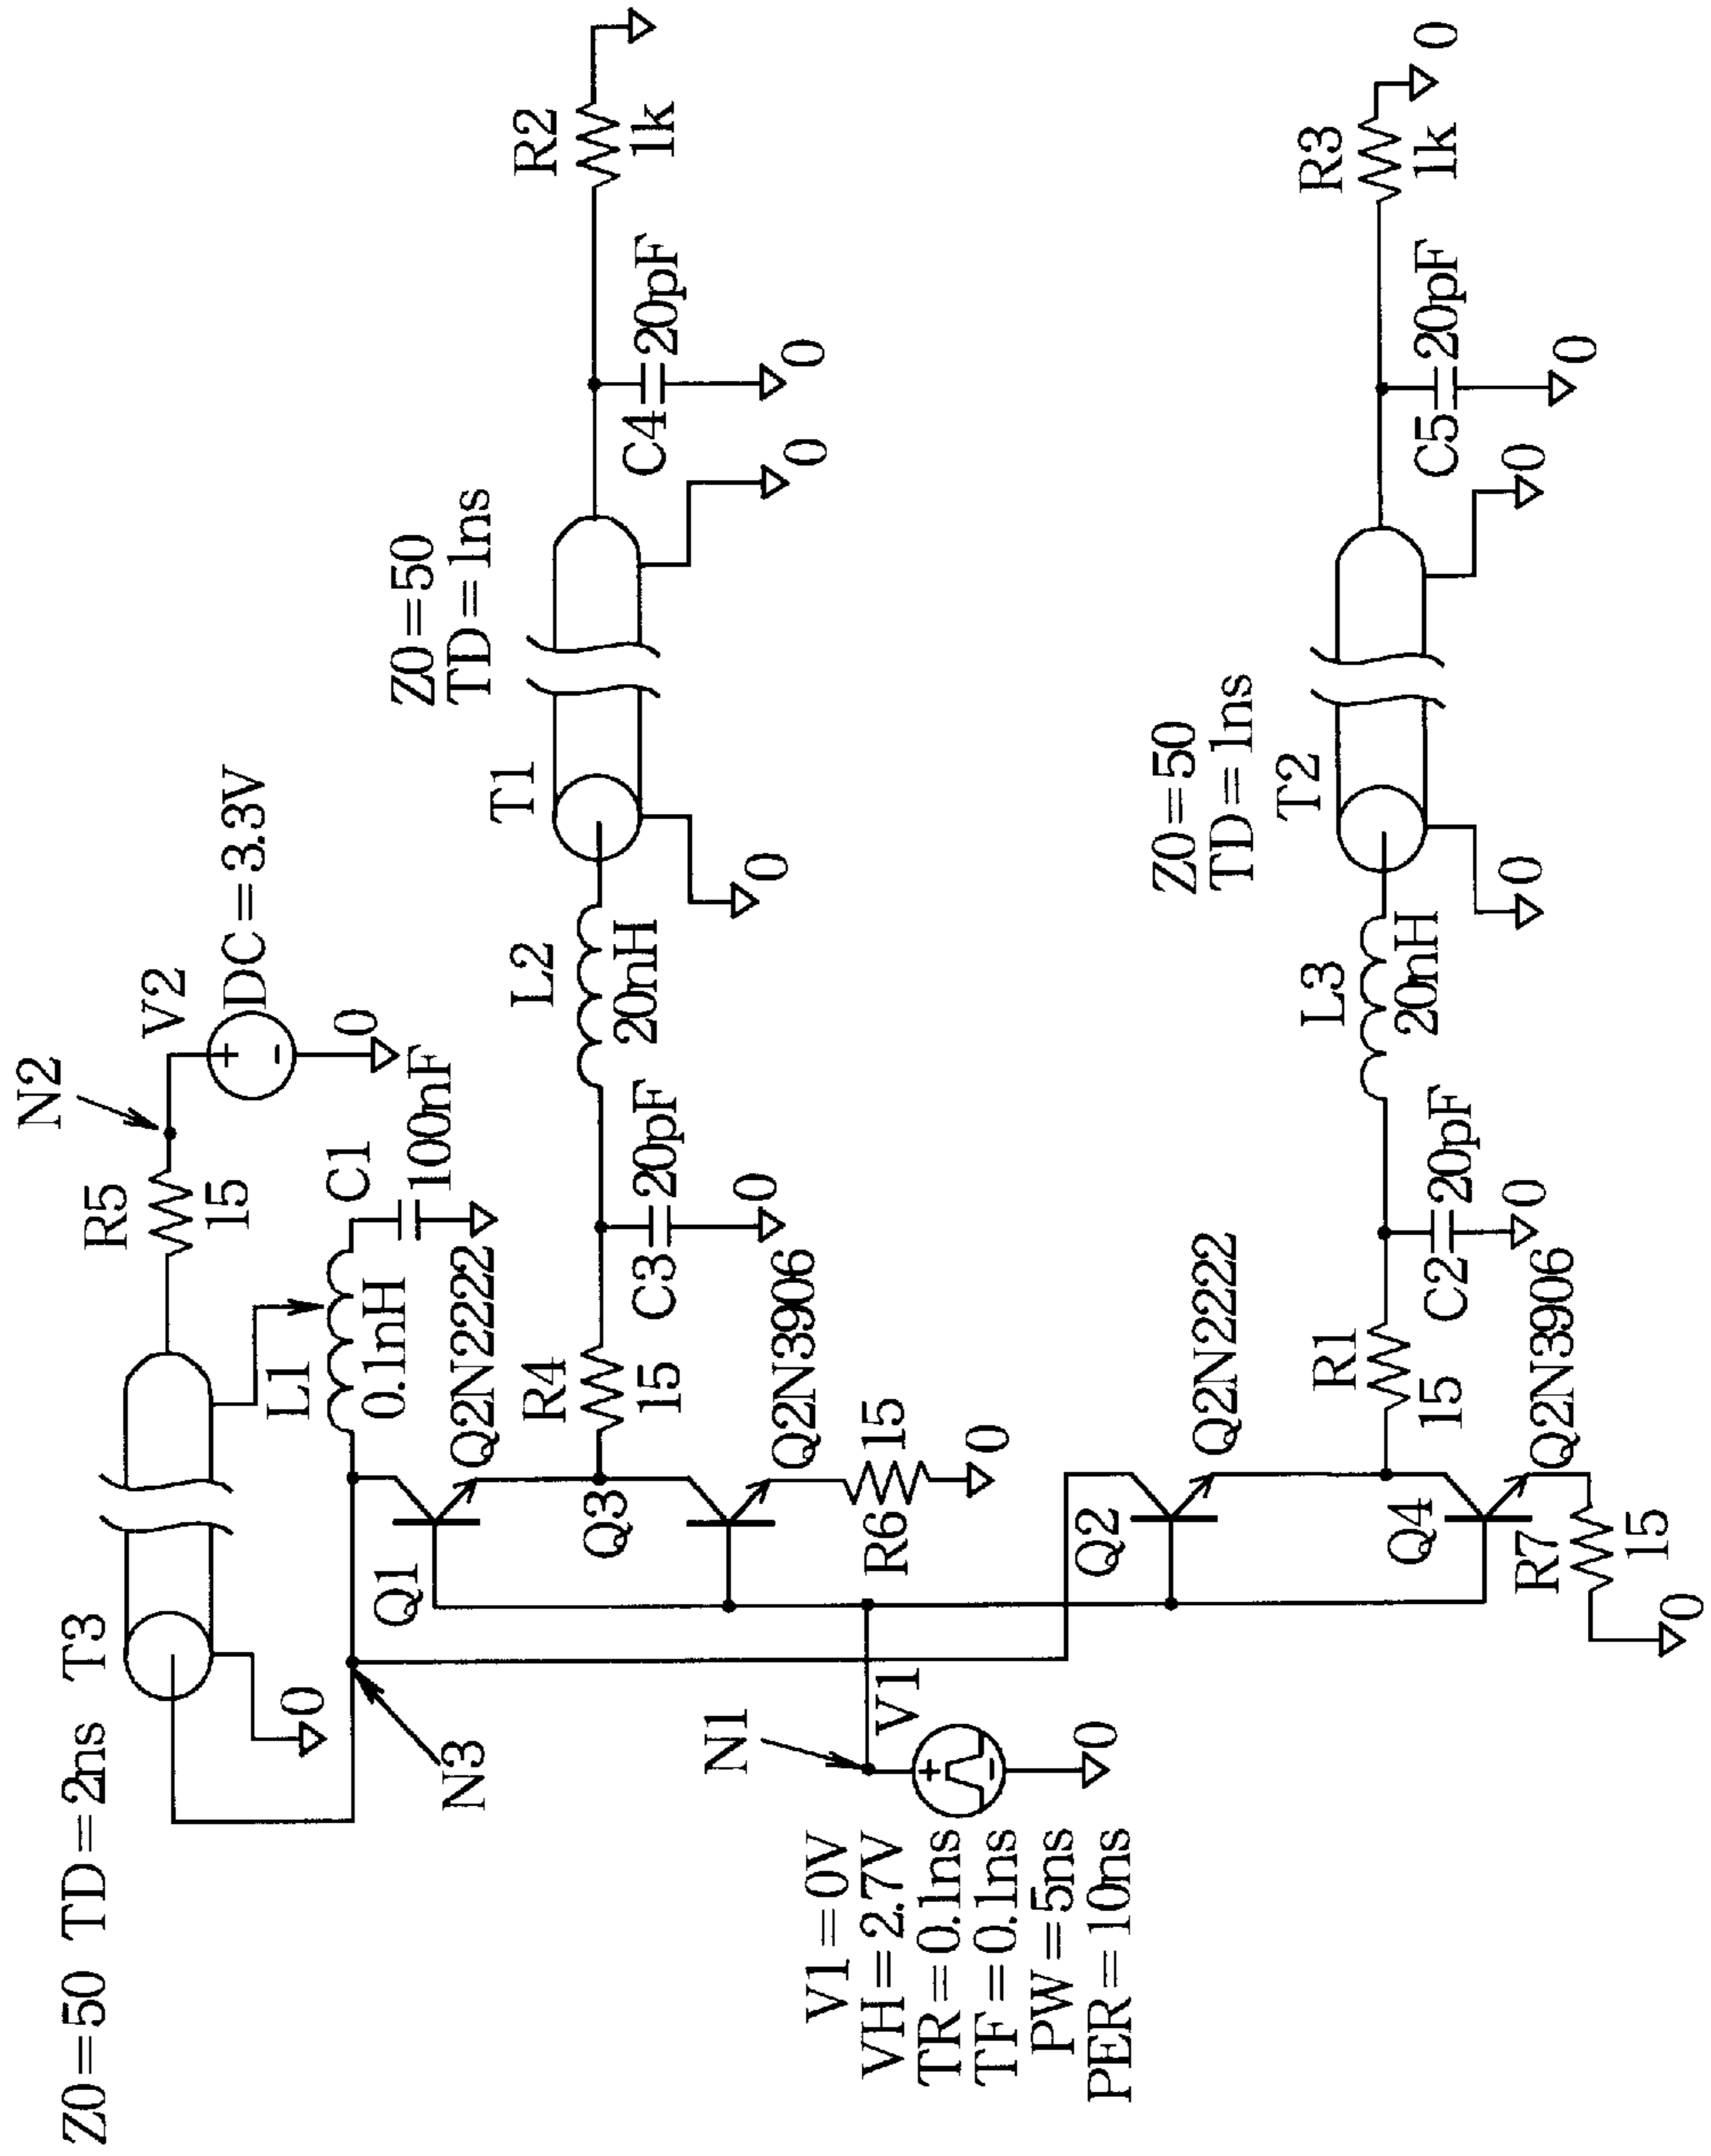 Z0=50 TD=2ns T3
R5
15
N2
V2
DC=3.3V
0
0
L1
0.1nH
C1
100nF
N3
Q1
Q2N2222
R4
15
C3
20pF
0
L2
20nH
T1
Z0=50
TD=1ns
0
0
C4
20pF
0
R2
1k
Q3
Q2N3906
R6
15
0
N1
V1
0
V1=0V
VH=2.7V
TR=0.1ns
TF=0.1ns
PW=5ns
PER=10ns
Q2
Q2N2222
R1
15
C2
20pF
0
L3
20nH
T2
Z0=50
TD=1ns
0
0
C5
20pF
0
R3
1k
0
Q4
Q2N3906
R7
15
0